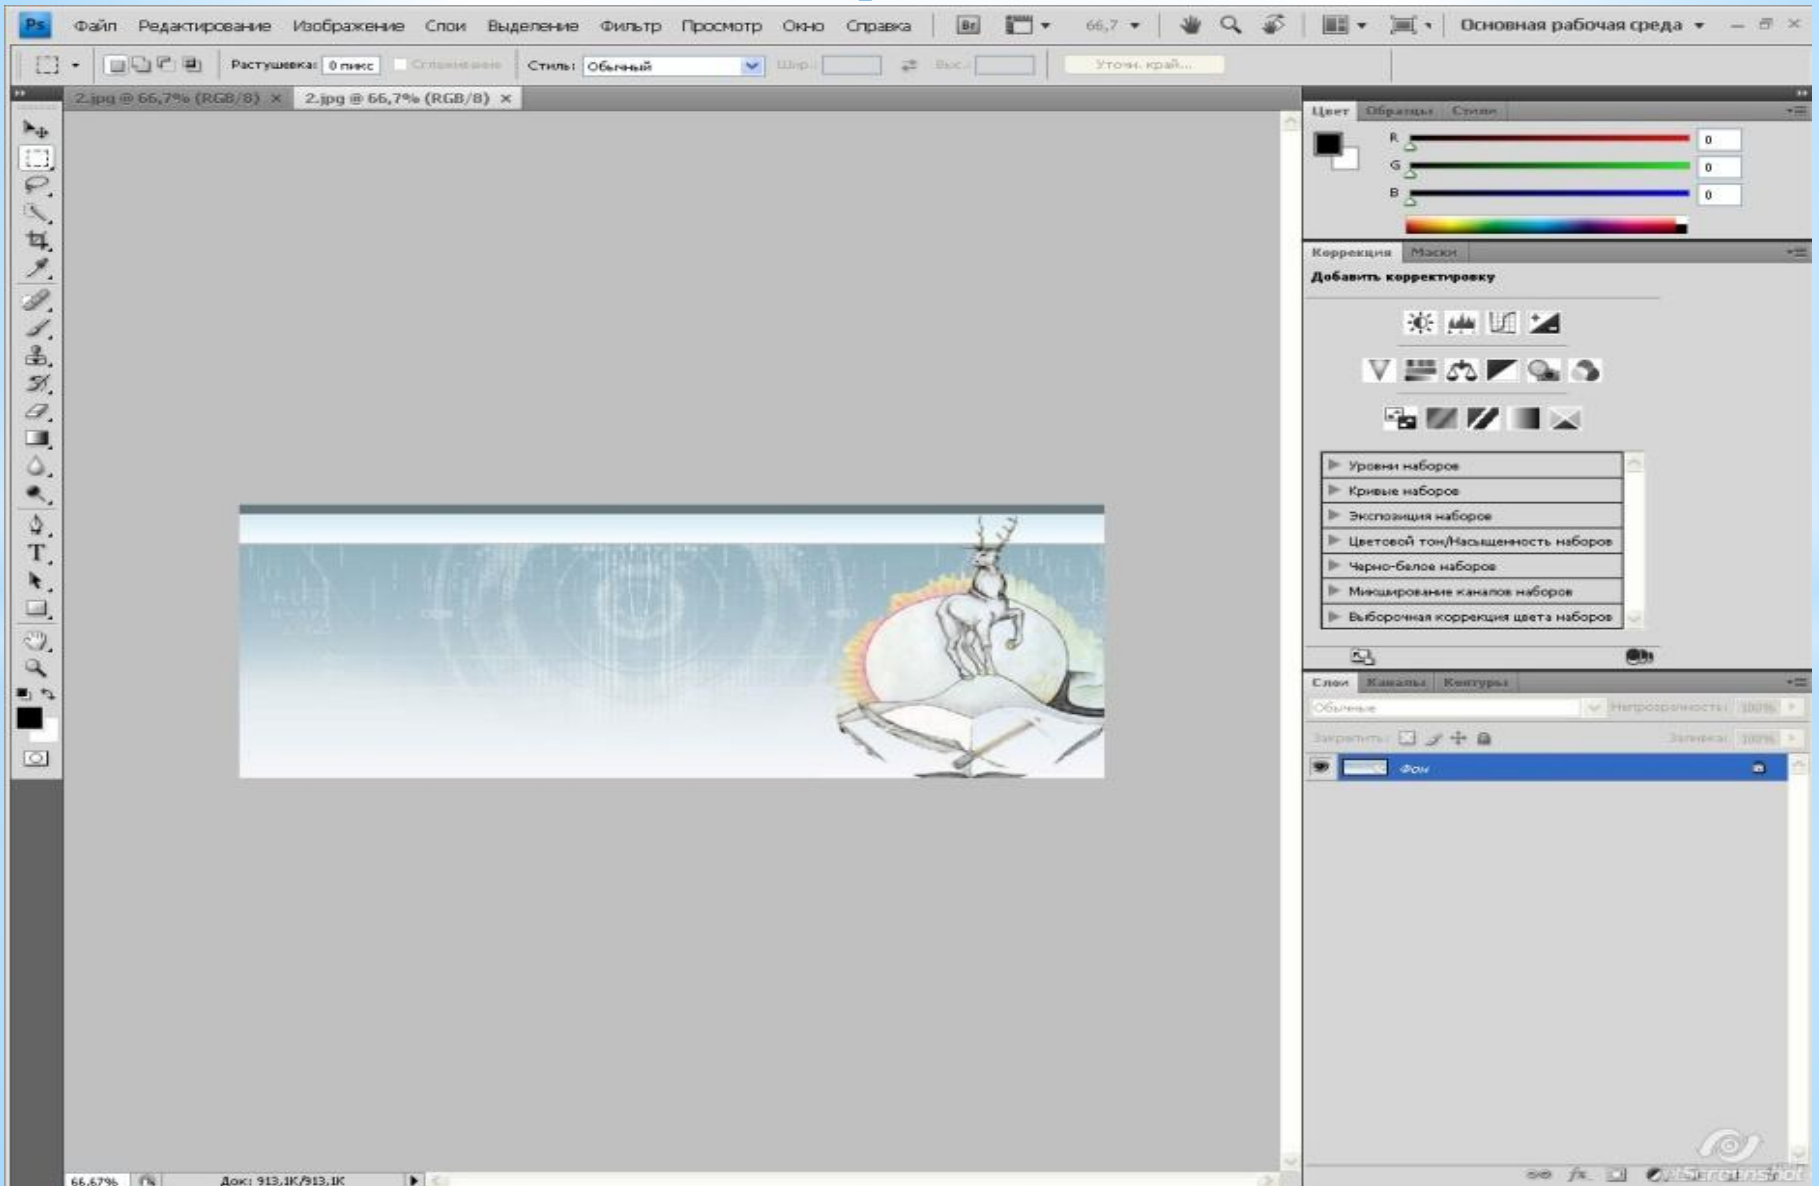 Ps Файл Редактирование Изображение Слои Выделение Фильтр Просмотр Окно Справка Br 66,7 Основная рабочая среда
Растушевка: 0 пикс Сглаживание Стиль: Обычный Шир.: Выс.: Уточн. край...
2.jpg @ 66,7% (RGB/8) × 2.jpg @ 66,7% (RGB/8) ×
Цвет Образцы Стили
R 0
G 0
B 0
Коррекция Маски
Добавить корректировку
Уровни наборов
Кривые наборов
Экспозиция наборов
Цветовой тон/Насыщенность наборов
Черно-белое наборов
Микширование каналов наборов
Выборочная коррекция цвета наборов
Слои Каналы Контуры
Обычные Непрозрачность: 100%
Закрепить: Заливка: 100%
Фон
T
66,67% Док: 913,1K/913,1K
fx